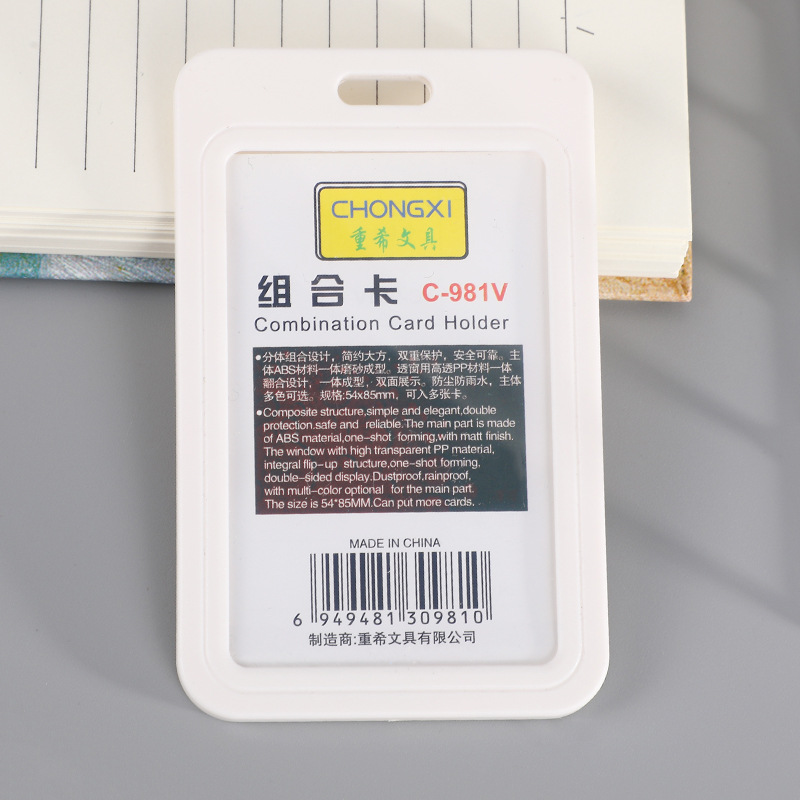 CHONGXI
重希文具
组合卡 C-981V
Combination Card Holder
●分体组合设计，简约大方，双重保护，安全可靠。主
体ABS材料一体磨砂成型。透窗用高透PP材料一体
翻合设计，一体成型，双面展示。防尘防雨水，主体
多色可选。规格:54x85mm，可入多张卡。
●Composite structure,simple and elegant,double
protection.safe and reliable.The main part is made
of ABS material,one-shot forming,with matt finish.
The window with high transparent PP material,
integral flip-up structure,one-shot forming,
double-sided display.Dustproof,rainproof,
with multi-color optional for the main part.
The size is 54*85MM.Can put more cards.
MADE IN CHINA
6 949481 309810
制造商:重希文具有限公司